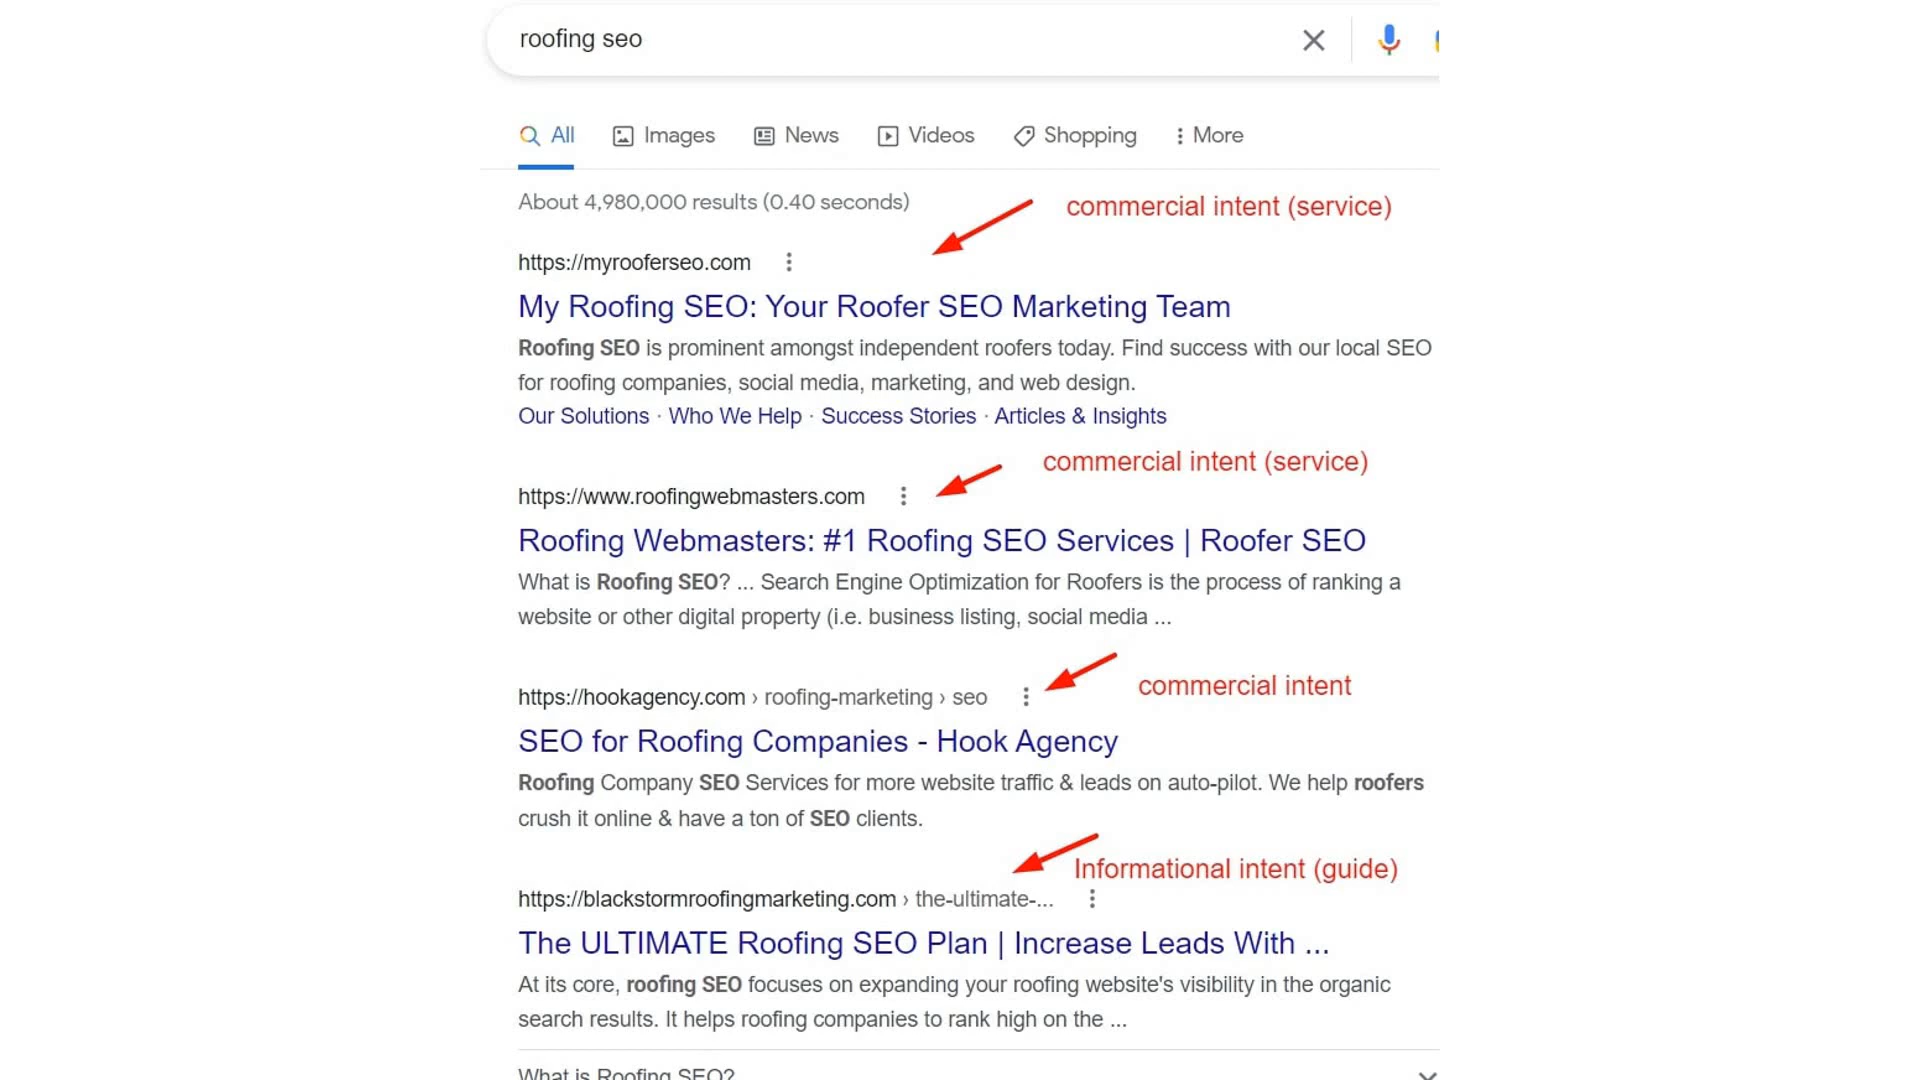 roofing seo
All Images News Videos Shopping More
About 4,980,000 results (0.40 seconds)
commercial intent (service)
https://myrooferseo.com
My Roofing SEO: Your Roofer SEO Marketing Team
Roofing SEO is prominent amongst independent roofers today. Find success with our local SEO
for roofing companies, social media, marketing, and web design.
Our Solutions · Who We Help · Success Stories · Articles & Insights
commercial intent (service)
https://www.roofingwebmasters.com
Roofing Webmasters: #1 Roofing SEO Services | Roofer SEO
What is Roofing SEO? ... Search Engine Optimization for Roofers is the process of ranking a
website or other digital property (i.e. business listing, social media ...
commercial intent
https://hookagency.com › roofing-marketing › seo
SEO for Roofing Companies - Hook Agency
Roofing Company SEO Services for more website traffic & leads on auto-pilot. We help roofers
crush it online & have a ton of SEO clients.
Informational intent (guide)
https://blackstormroofingmarketing.com › the-ultimate-...
The ULTIMATE Roofing SEO Plan | Increase Leads With ...
At its core, roofing SEO focuses on expanding your roofing website's visibility in the organic
search results. It helps roofing companies to rank high on the ...
What is Roofing SEO?